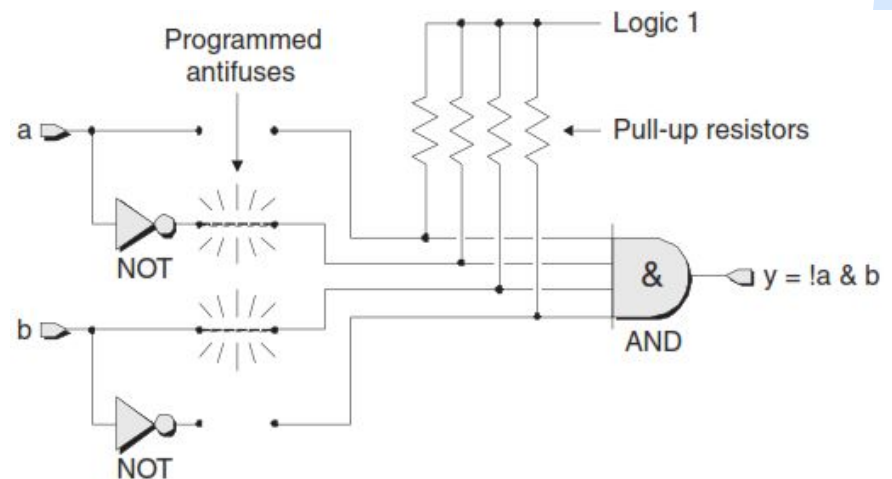 Logic 1
Programmed
antifuses
a
Pull-up resistors
NOT
&
y = !a & b
b
AND
NOT